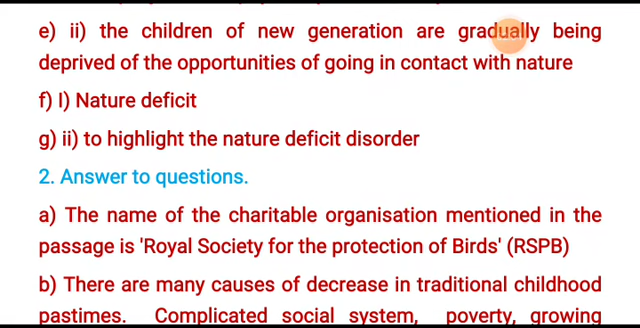 e) ii) the children of new generation are gradually being
deprived of the opportunities of going in contact with nature
f) I) Nature deficit
g) ii) to highlight the nature deficit disorder
2. Answer to questions.
a) The name of the charitable organisation mentioned in the
passage is 'Royal Society for the protection of Birds' (RSPB)
b) There are many causes of decrease in traditional childhood
pastimes. Complicated social system, poverty, growing